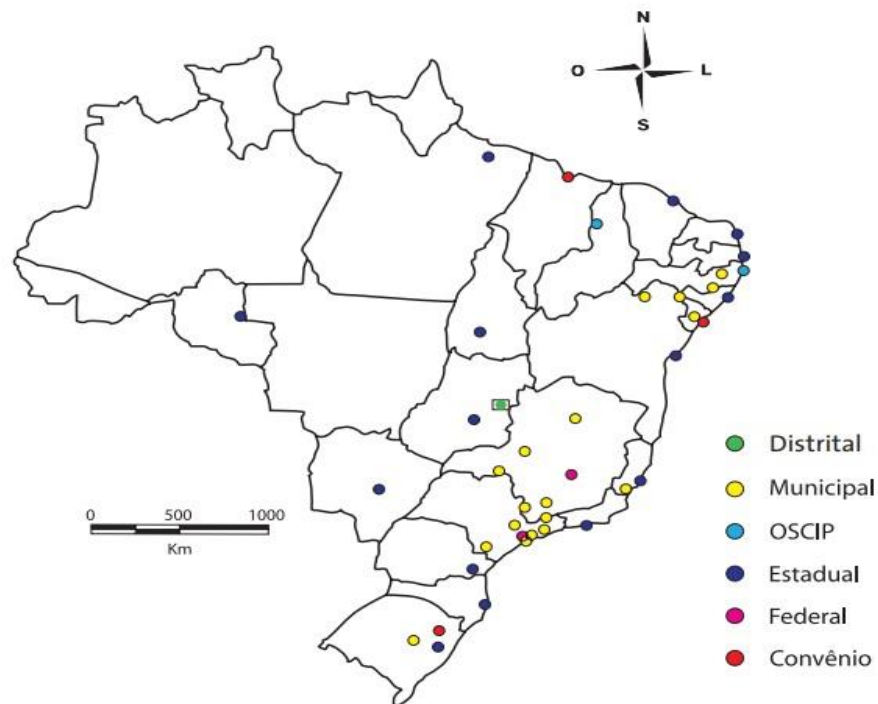 N
O L
S
Distrital
Municipal
OSCIP
Estadual
Federal
Convênio
0 500 1000
Km